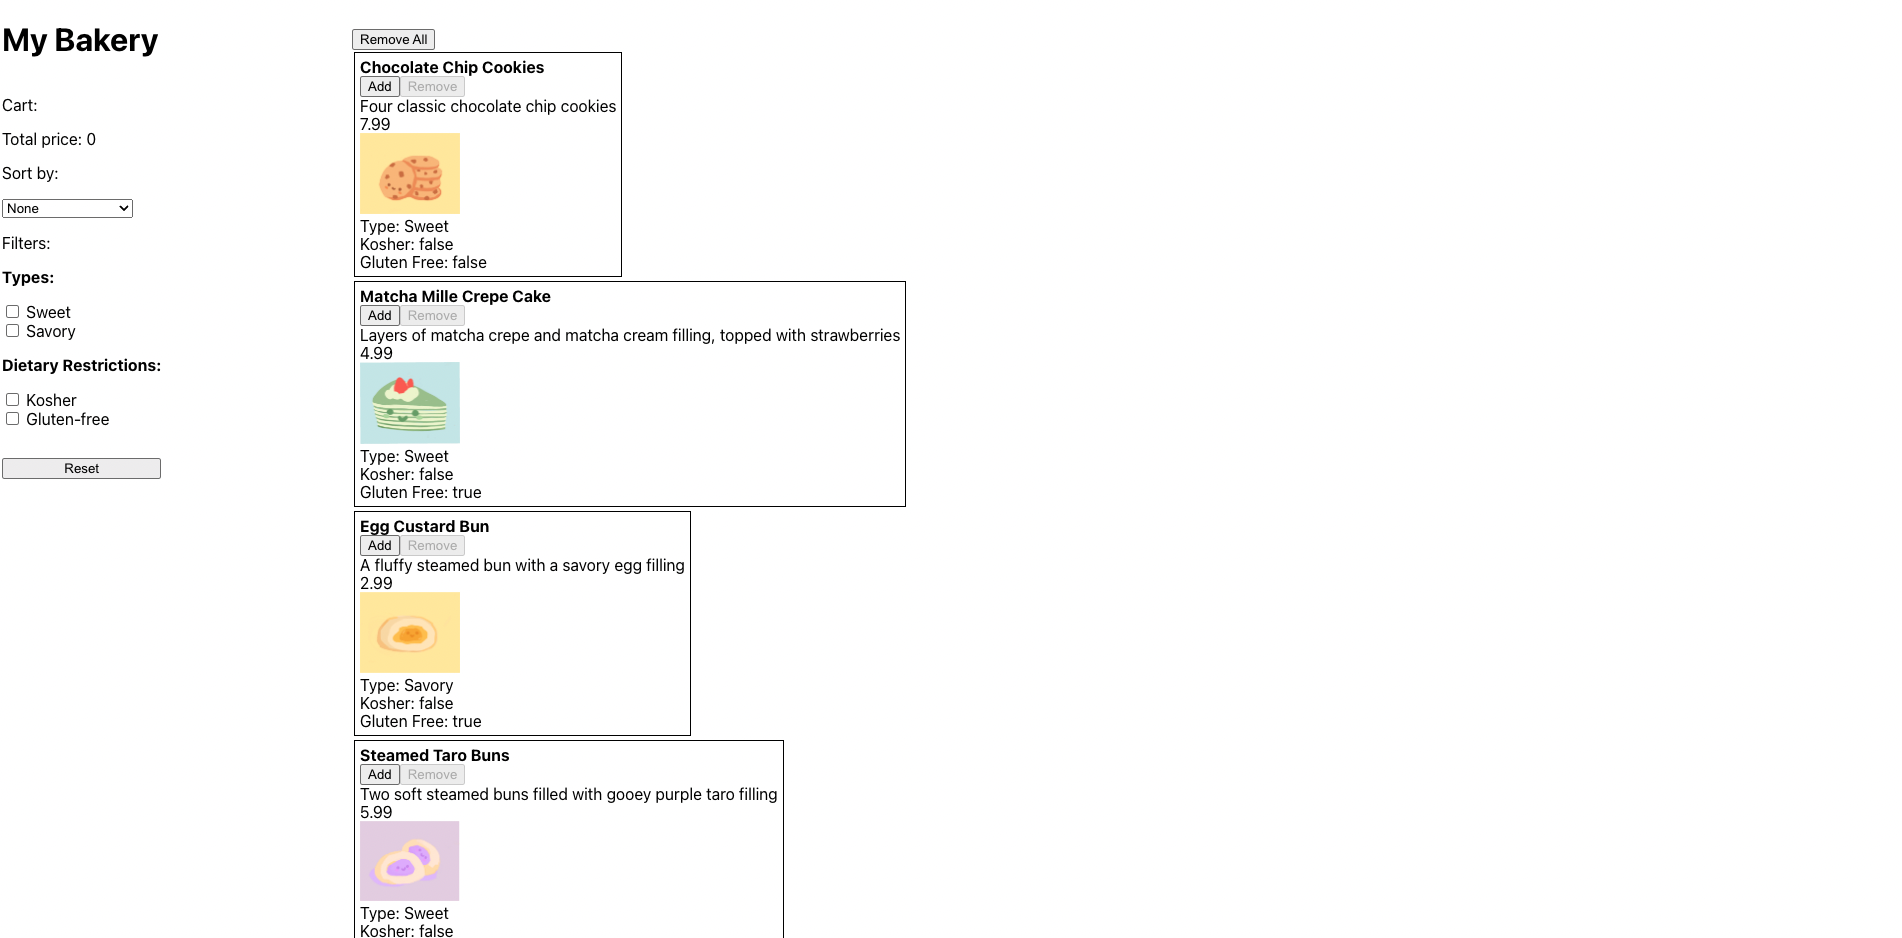 My Bakery
Cart:
Total price: 0
Sort by:
None
Filters:
Types:
Sweet
Savory
Dietary Restrictions:
Kosher
Gluten-free
Reset
Remove All
Chocolate Chip Cookies
Add Remove
Four classic chocolate chip cookies
7.99
Type: Sweet
Kosher: false
Gluten Free: false
Matcha Mille Crepe Cake
Add Remove
Layers of matcha crepe and matcha cream filling, topped with strawberries
4.99
Type: Sweet
Kosher: false
Gluten Free: true
Egg Custard Bun
Add Remove
A fluffy steamed bun with a savory egg filling
2.99
Type: Savory
Kosher: false
Gluten Free: true
Steamed Taro Buns
Add Remove
Two soft steamed buns filled with gooey purple taro filling
5.99
Type: Sweet
Kosher: false